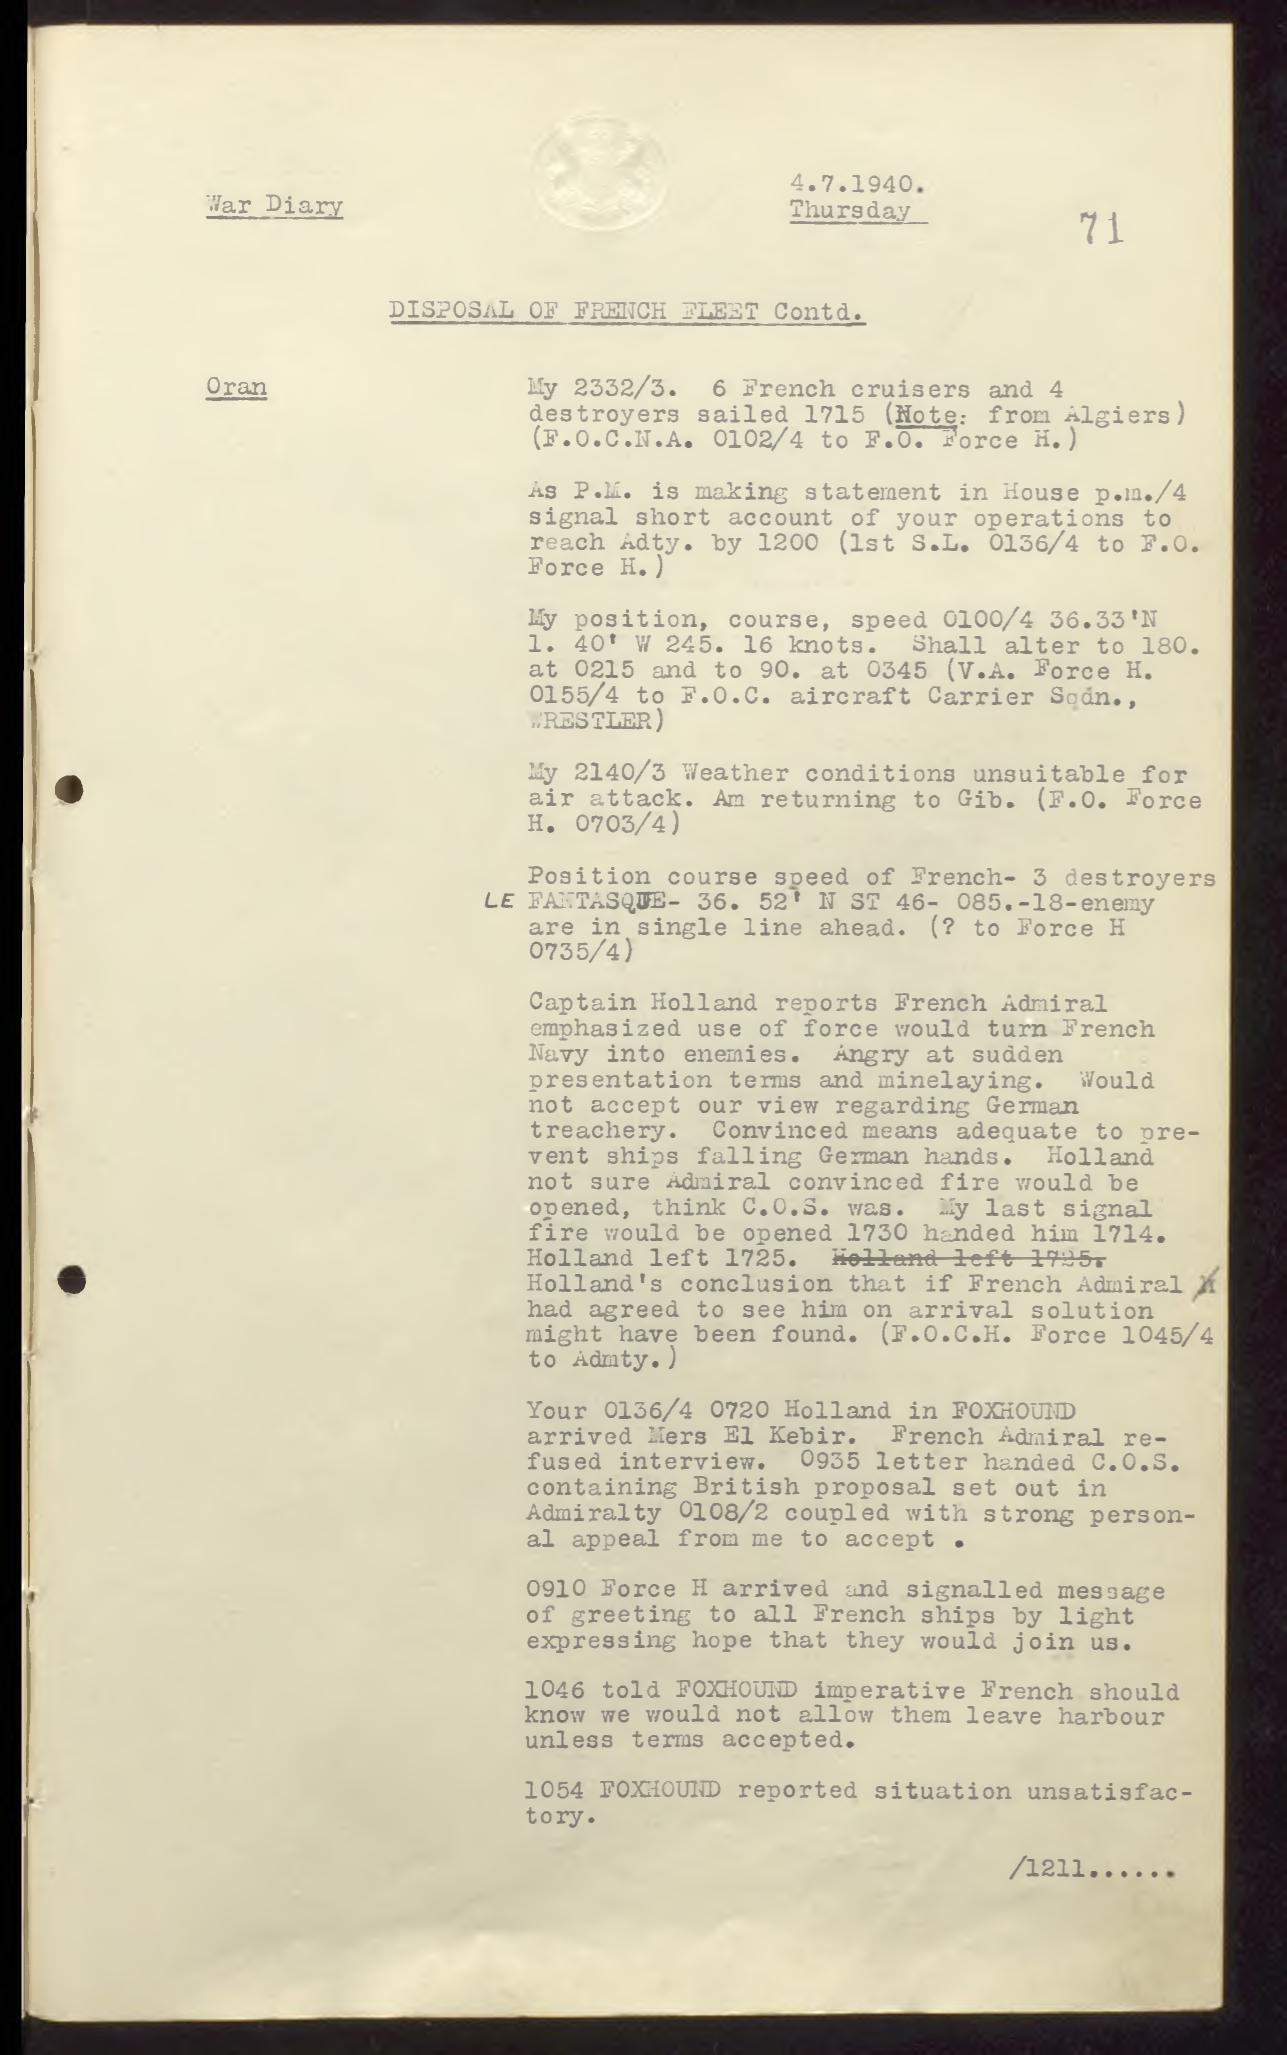 War Diary
4.7.1940.
Thursday
71
DISPOSAL OF FRENCH FLEET Contd.
Oran
My 2332/3. 6 French cruisers and 4
destroyers sailed 1715 (Note: from Algiers)
(F.O.C.N.A. 0102/4 to F.O. Force H.)
As P.M. is making statement in House p.m./4
signal short account of your operations to
reach Adty. by 1200 (1st S.L. 0136/4 to F.O.
Force H.)
My position, course, speed 0100/4 36.33'N
1. 40' W 245. 16 knots. Shall alter to 180.
at 0215 and to 90. at 0345 (V.A. Force H.
0155/4 to F.O.C. aircraft Carrier Sqdn.,
WRESTLER)
My 2140/3 Weather conditions unsuitable for
air attack. Am returning to Gib. (F.O. Force
H. 0703/4)
Position course speed of French- 3 destroyers
LE FANTASQUE- 36. 52' N ST 46- 085.-18-enemy
are in single line ahead. (? to Force H
0735/4)
Captain Holland reports French Admiral
emphasized use of force would turn French
Navy into enemies. Angry at sudden
presentation terms and minelaying. Would
not accept our view regarding German
treachery. Convinced means adequate to pre-
vent ships falling German hands. Holland
not sure Admiral convinced fire would be
opened, think C.O.S. was. My last signal
fire would be opened 1730 handed him 1714.
Holland left 1725. Holland left 1725.
Holland's conclusion that if French Admiral
had agreed to see him on arrival solution
might have been found. (F.O.C.H. Force 1045/4
to Admty.)
Your 0136/4 0720 Holland in FOXHOUND
arrived Mers El Kebir. French Admiral re-
fused interview. 0935 letter handed C.O.S.
containing British proposal set out in
Admiralty 0108/2 coupled with strong person-
al appeal from me to accept .
0910 Force H arrived and signalled message
of greeting to all French ships by light
expressing hope that they would join us.
1046 told FOXHOUND imperative French should
know we would not allow them leave harbour
unless terms accepted.
1054 FOXHOUND reported situation unsatisfac-
tory.
/1211......